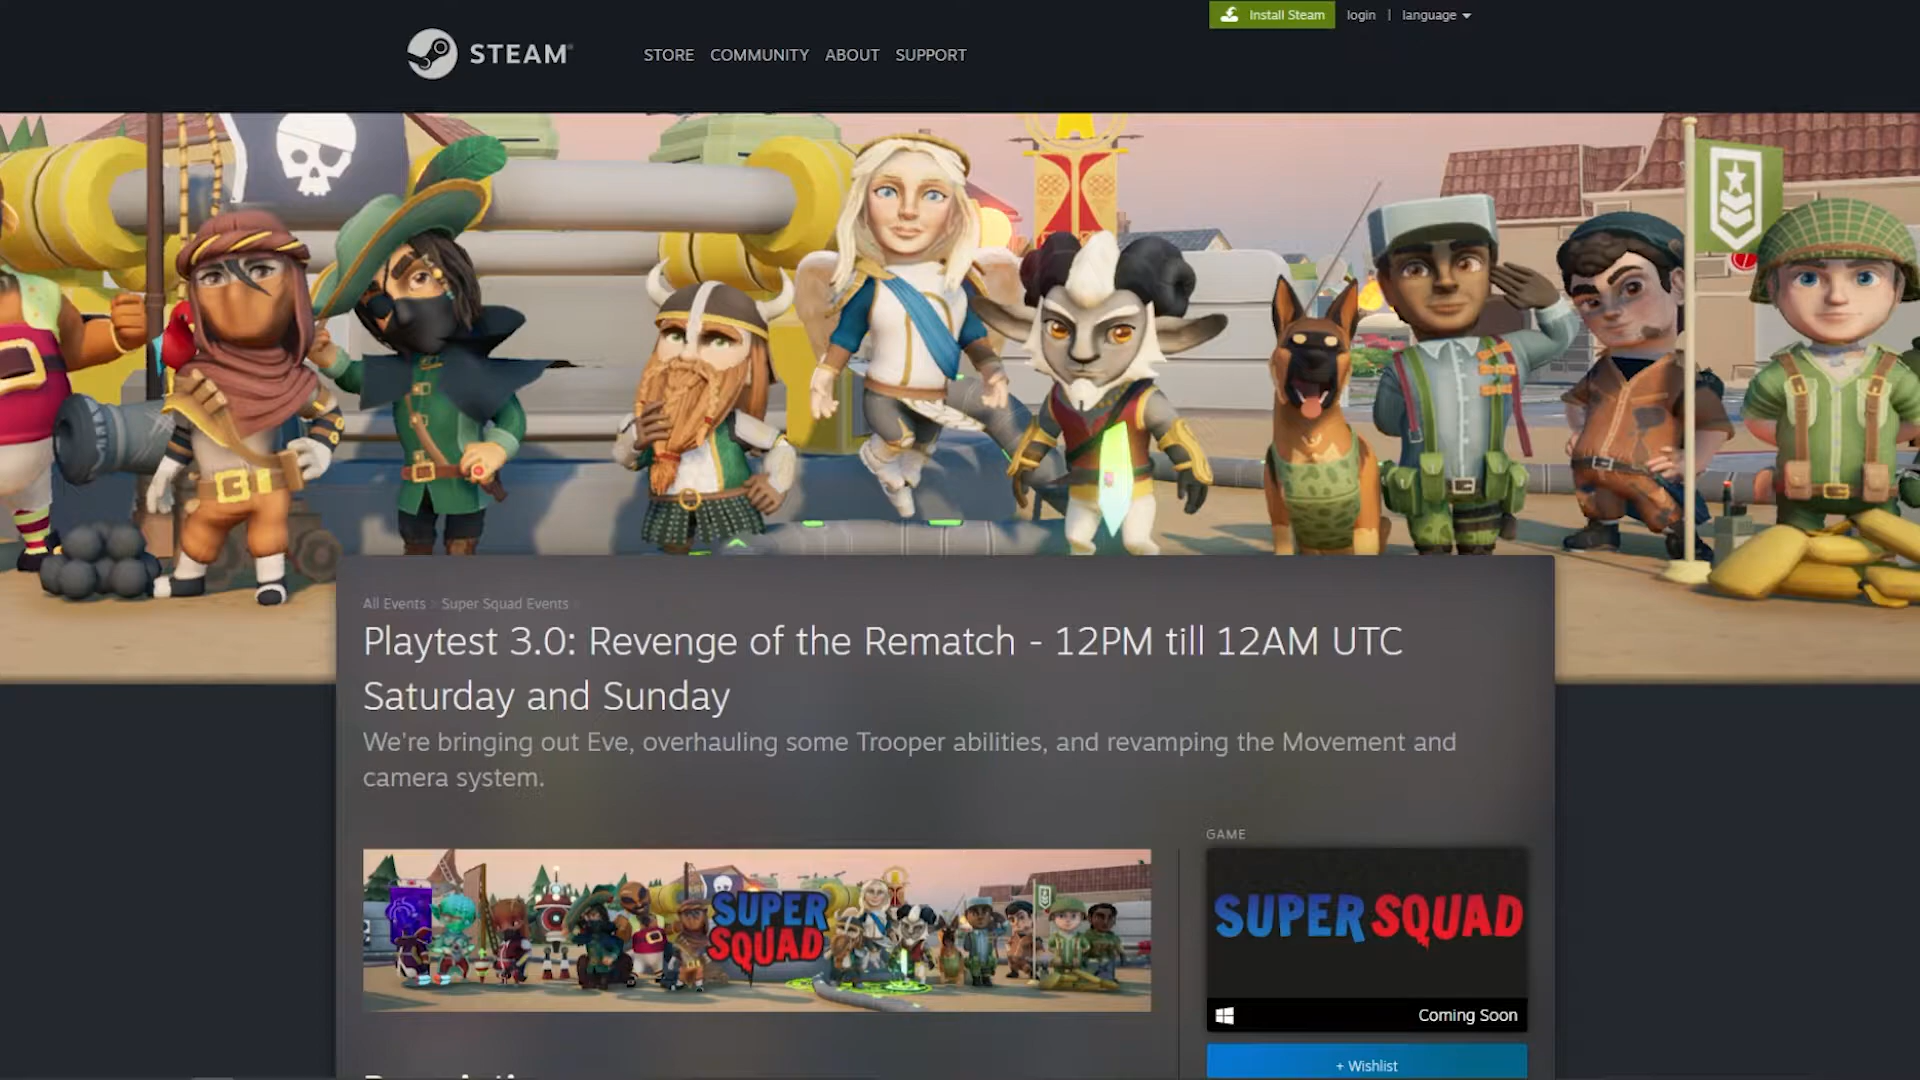 Install Steam login | language
STEAM
STORE COMMUNITY ABOUT SUPPORT
All Events Super Squad Events
Playtest 3.0: Revenge of the Rematch - 12PM till 12AM UTC
Saturday and Sunday
We're bringing out Eve, overhauling some Trooper abilities, and revamping the Movement and
camera system.
GAME
SUPER
SQUAD
SUPER SQUAD
Coming Soon
+ Wishlist